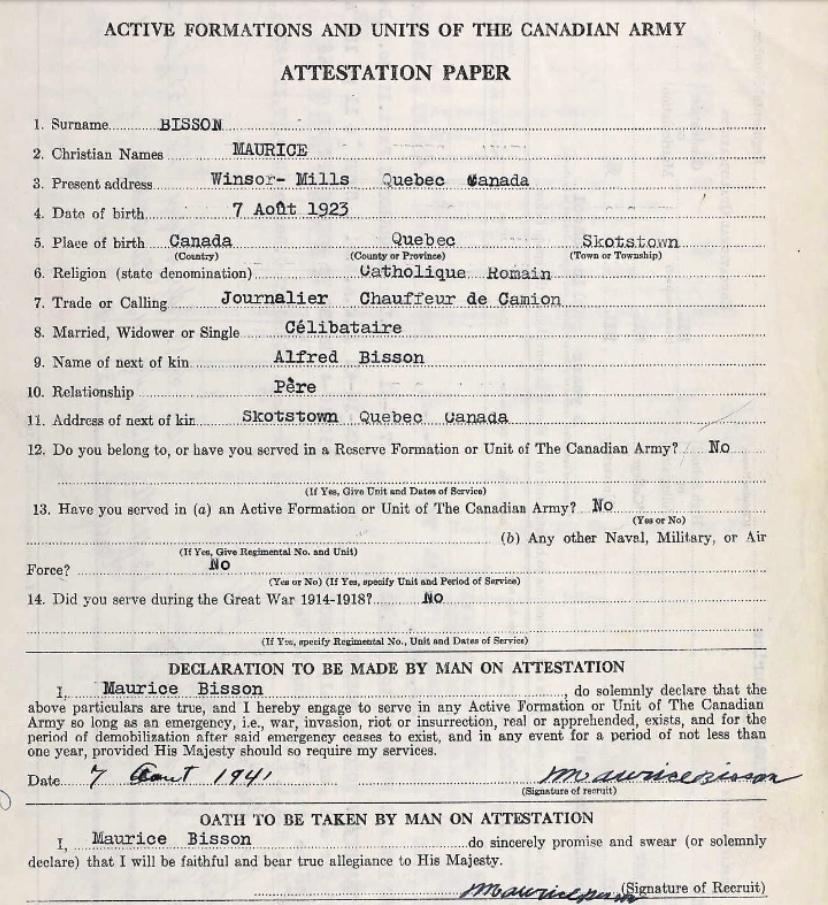 ACTIVE FORMATIONS AND UNITS OF THE CANADIAN ARMY
ATTESTATION PAPER
1. Surname BISSON
2. Christian Names MAURICE
3. Present address Winsor- Mills Quebec Canada
4. Date of birth 7 Août 1923
5. Place of birth Canada Quebec Skotstown
(Country) (County or Province) (Town or Township)
6. Religion (state denomination) Catholique Romain
7. Trade or Calling Journalier Chauffeur de Camion
8. Married, Widower or Single Célibataire
9. Name of next of kin Alfred Bisson
10. Relationship Père
11. Address of next of kin Skotstown Quebec Canada
12. Do you belong to, or have you served in a Reserve Formation or Unit of The Canadian Army? No
(If Yes, Give Unit and Dates of Service)
13. Have you served in (a) an Active Formation or Unit of The Canadian Army? No
(Yes or No)
(b) Any other Naval, Military, or Air
(If Yes, Give Regimental No. and Unit)
Force? No
(Yes or No) (If Yes, specify Unit and Period of Service)
14. Did you serve during the Great War 1914-1918? No
(If Yes, specify Regimental No., Unit and Dates of Service)
DECLARATION TO BE MADE BY MAN ON ATTESTATION
I, Maurice Bisson, do solemnly declare that the
above particulars are true, and I hereby engage to serve in any Active Formation or Unit of The Canadian
Army so long as an emergency, i.e., war, invasion, riot or insurrection, real or apprehended, exists, and for the
period of demobilization after said emergency ceases to exist, and in any event for a period of not less than
one year, provided His Majesty should so require my services.
Date 7 Aout 1941 Maurice Bisson
(Signature of recruit)
OATH TO BE TAKEN BY MAN ON ATTESTATION
I, Maurice Bisson do sincerely promise and swear (or solemnly
declare) that I will be faithful and bear true allegiance to His Majesty.
Maurice Bisson (Signature of Recruit)